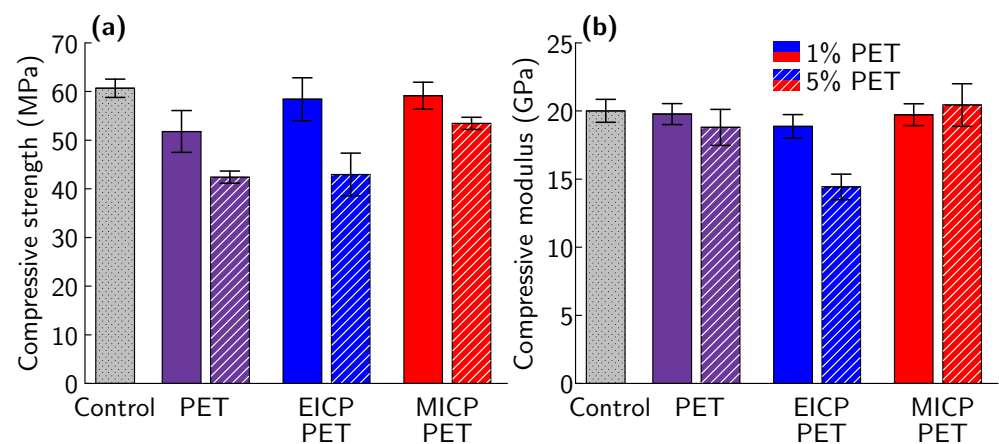 (a)
Compressive strength (MPa)
70
60
50
40
30
20
10
0
Control
PET
EICP
PET
MICP
PET
(b)
Compressive modulus (GPa)
25
20
15
10
5
0
1% PET
5% PET
Control
PET
EICP
PET
MICP
PET